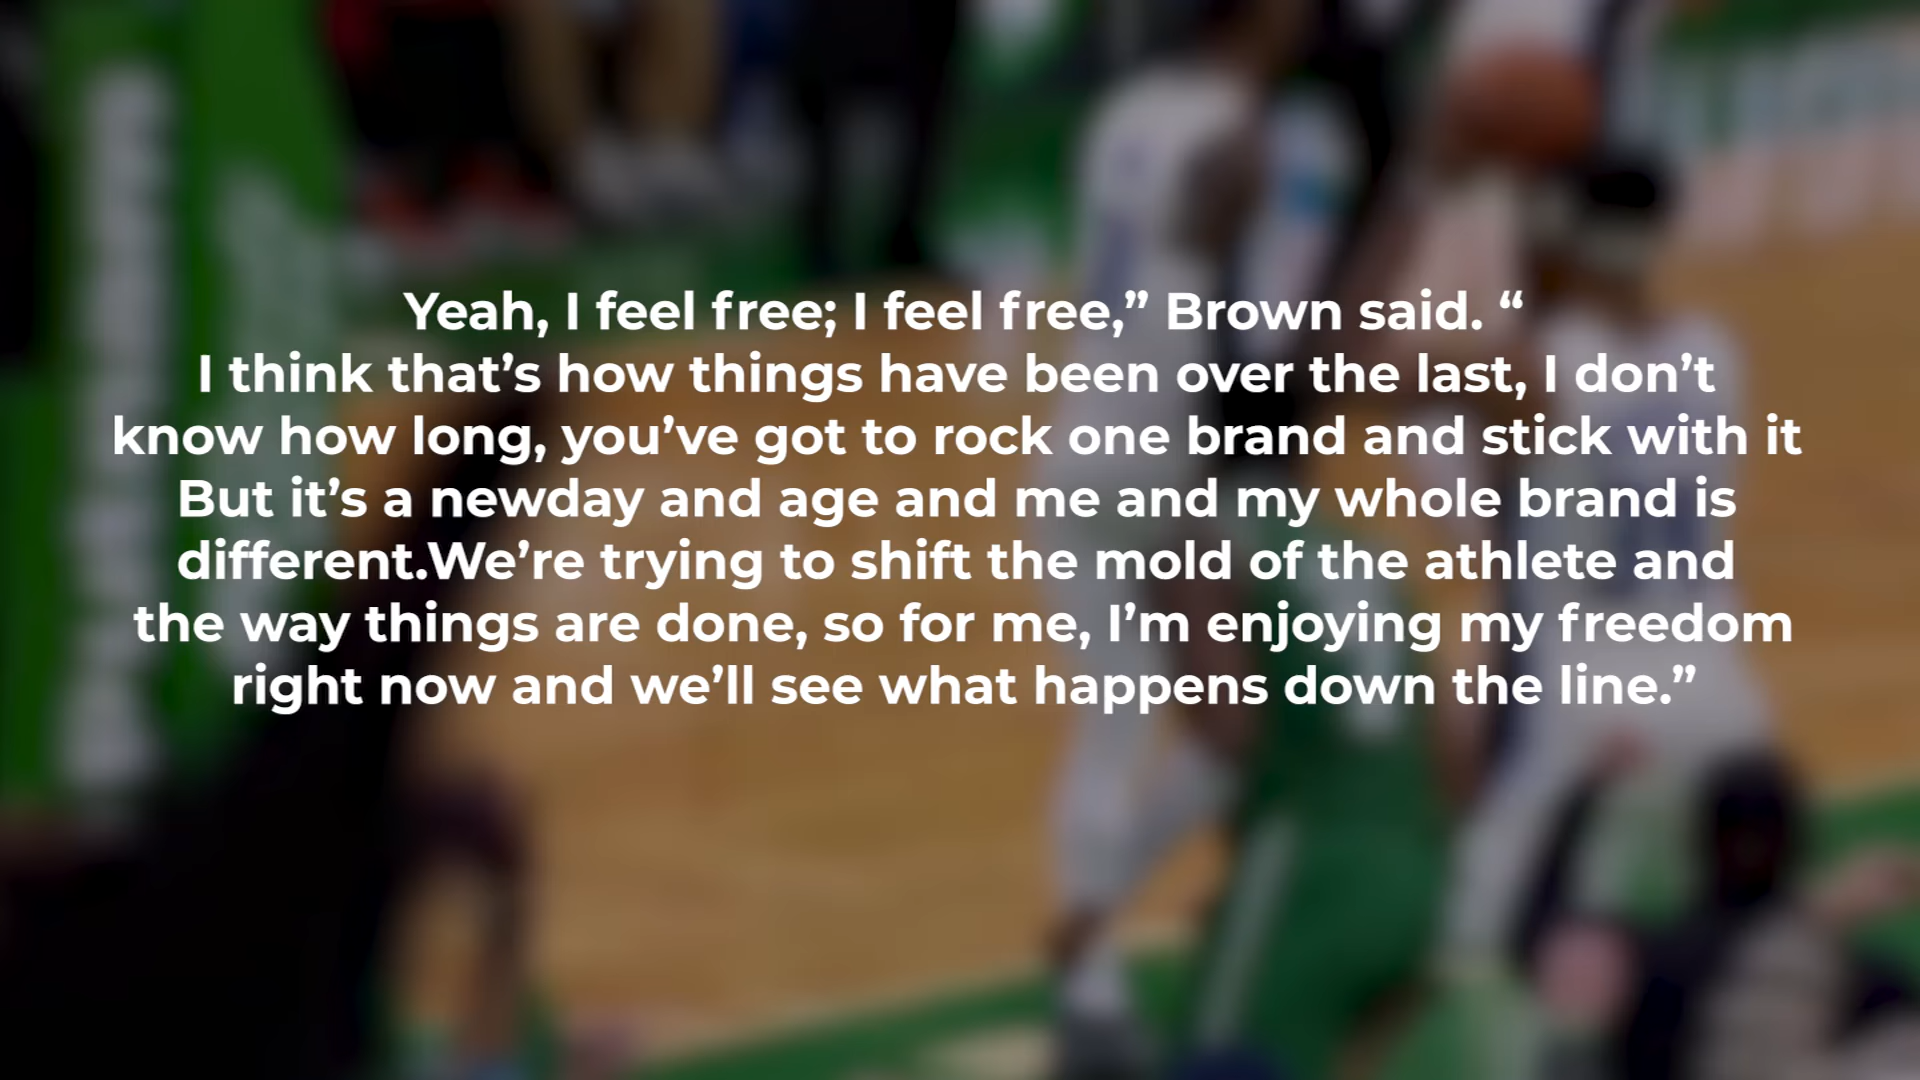 Yeah, I feel free; I feel free,” Brown said. “
I think that’s how things have been over the last, I don’t
know how long, you’ve got to rock one brand and stick with it
But it’s a newday and age and me and my whole brand is
different.We’re trying to shift the mold of the athlete and
the way things are done, so for me, I’m enjoying my freedom
right now and we’ll see what happens down the line.”